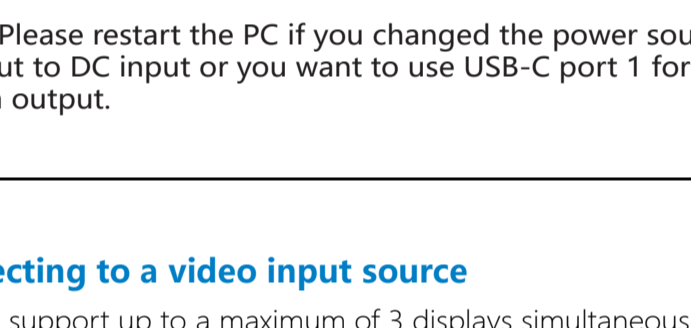 Please restart the PC if you changed the power sou
ut to DC input or you want to use USB-C port 1 for
output.
ecting to a video input source
support up to a maximum of 3 displays simultaneous